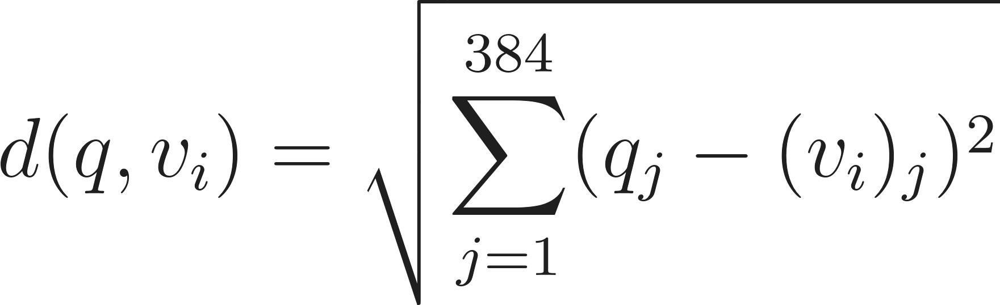 d(q, v_i) = \sqrt{\sum_{j=1}^{384} (q_j - (v_i)_j)^2}